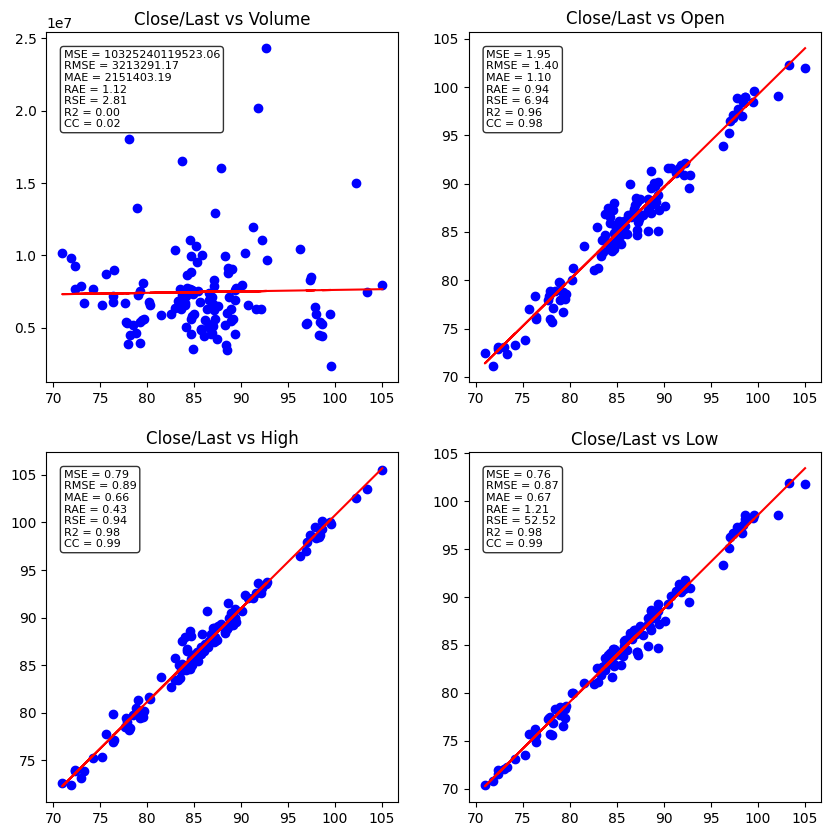 Close/Last vs Volume
1e7
2.5
2.0
1.5
1.0
0.5
MSE = 10325240119523.06
RMSE = 3213291.17
MAE = 2151403.19
RAE = 1.12
RSE = 2.81
R2 = 0.00
CC = 0.02
70 75 80 85 90 95 100 105
Close/Last vs Open
105
100
95
90
85
80
75
70
MSE = 1.95
RMSE = 1.40
MAE = 1.10
RAE = 0.94
RSE = 6.94
R2 = 0.96
CC = 0.98
70 75 80 85 90 95 100 105
Close/Last vs High
105
100
95
90
85
80
75
MSE = 0.79
RMSE = 0.89
MAE = 0.66
RAE = 0.43
RSE = 0.94
R2 = 0.98
CC = 0.99
70 75 80 85 90 95 100 105
Close/Last vs Low
105
100
95
90
85
80
75
70
MSE = 0.76
RMSE = 0.87
MAE = 0.67
RAE = 1.21
RSE = 52.52
R2 = 0.98
CC = 0.99
70 75 80 85 90 95 100 105